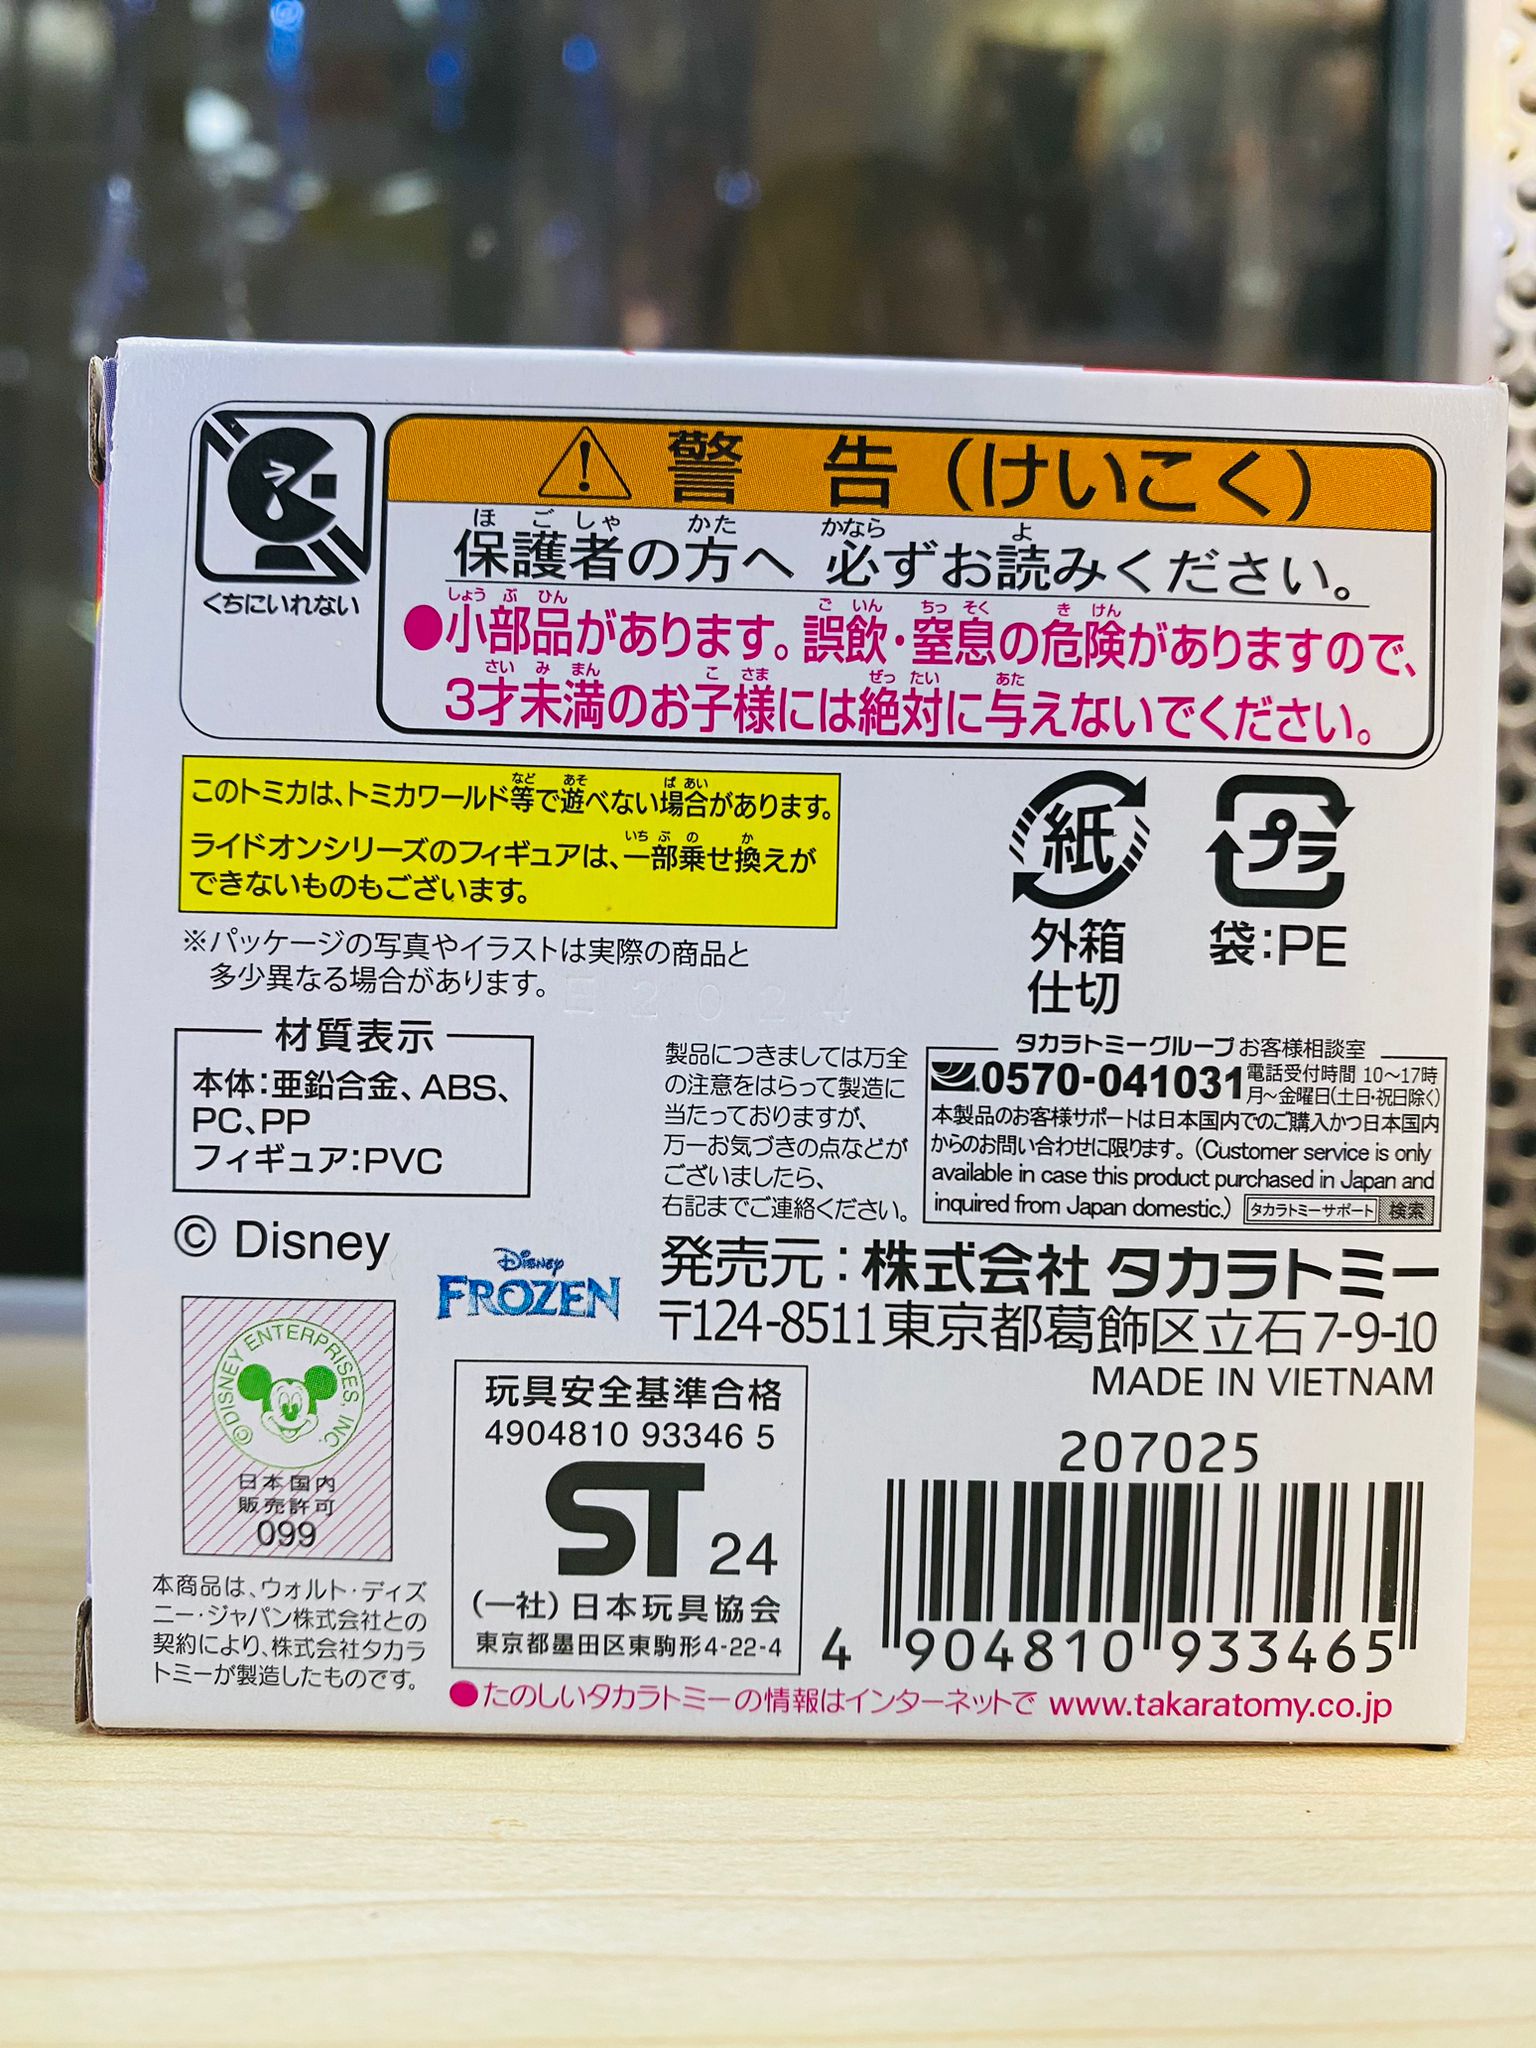 くちにいれない
警 告（けいこく）
保護者の方へ 必ずお読みください。
●小部品があります。誤飲・窒息の危険がありますので、
3才未満のお子様には絶対に与えないでください。
このトミカは、トミカワールド等で遊べない場合があります。
ライドオンシリーズのフィギュアは、一部乗せ換えが
できないものもございます。
※パッケージの写真やイラストは実際の商品と
多少異なる場合があります。
紙
外箱
仕切
プラ
袋:PE
E2024
材質表示
本体:亜鉛合金、ABS、
PC、PP
フィギュア:PVC
製品につきましては万全
の注意をはらって製造に
当たっておりますが、
万一お気づきの点などが
ございましたら、
右記までご連絡ください。
タカラトミーグループ お客様相談室
0570-041031 電話受付時間 10〜17時
月〜金曜日(土日・祝日除く)
本製品のお客様サポートは日本国内でのご購入かつ日本国内
からのお問い合わせに限ります。(Customer service is only
available in case this product purchased in Japan and
inquired from Japan domestic.) タカラトミーサポート 検索
© Disney
Disney
FROZEN
発売元:株式会社 タカラトミー
〒124-8511 東京都葛飾区立石7-9-10
MADE IN VIETNAM
©DISNEY ENTERPRISES, INC.
日本国内
販売許可
099
本商品は、ウォルト・ディズ
ニー・ジャパン株式会社との
契約により、株式会社タカラ
トミーが製造したものです。
玩具安全基準合格
4904810 93346 5
ST 24
(一社)日本玩具協会
東京都墨田区東駒形4-22-4
207025
4 904810 933465
●たのしいタカラトミーの情報はインターネットで www.takaratomy.co.jp